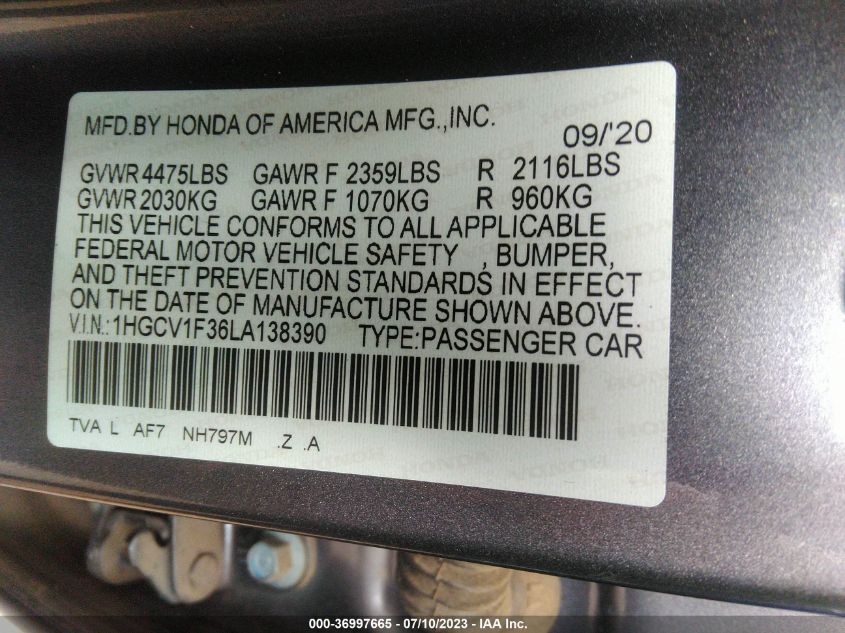 MFD.BY HONDA OF AMERICA MFG.,INC.
09/'20
GVWR 4475LBS GAWR F 2359LBS R 2116LBS
GVWR 2030KG GAWR F 1070KG R 960KG
THIS VEHICLE CONFORMS TO ALL APPLICABLE
FEDERAL MOTOR VEHICLE SAFETY , BUMPER,
AND THEFT PREVENTION STANDARDS IN EFFECT
ON THE DATE OF MANUFACTURE SHOWN ABOVE.
V.I.N.:1HGCV1F36LA138390 TYPE:PASSENGER CAR
TVA L AF7 NH797M .Z .A
000-36997665 - 07/10/2023 - IAA Inc.